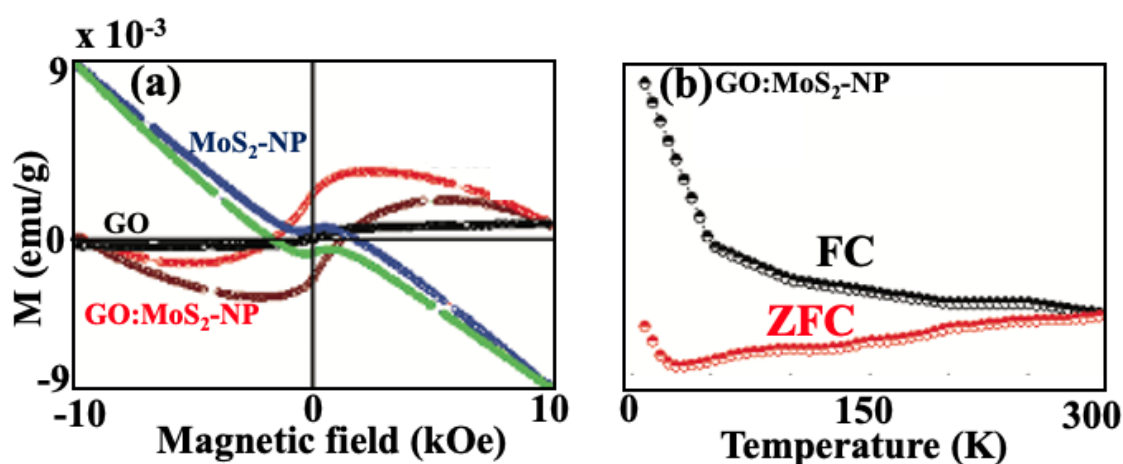 x 10⁻³
9
(a)
MoS₂-NP
M (emu/g)
GO
0
GO:MoS₂-NP
-9
-10
0
10
Magnetic field (kOe)
(b) GO:MoS₂-NP
FC
ZFC
0
150
300
Temperature (K)